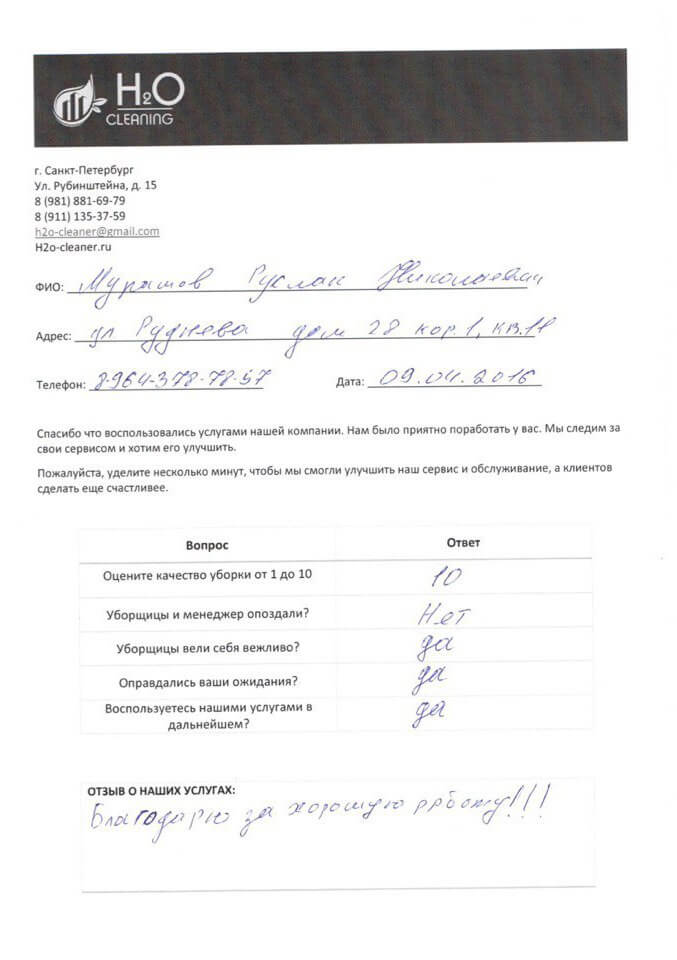 H2O
CLEANING
г. Санкт-Петербург
Ул. Рубинштейна, д. 15
8 (981) 881-69-79
8 (911) 135-37-59
h2o-cleaner@gmail.com
H2o-cleaner.ru
ФИО: Руслан Николаевич
Адрес: ул Руднева дом 28 кор.1, кв.11
Телефон: 8-964-378-78-57 Дата: 09.04.2016
Спасибо что воспользовались услугами нашей компании. Нам было приятно поработать у вас. Мы следим за
свои сервисом и хотим его улучшить.
Пожалуйста, уделите несколько минут, чтобы мы смогли улучшить наш сервис и обслуживание, а клиентов
сделать еще счастливее.
Вопрос Ответ
Оцените качество уборки от 1 до 10 10
Уборщицы и менеджер опоздали? Нет
Уборщицы вели себя вежливо? да
Оправдались ваши ожидания? да
Воспользуетесь нашими услугами в
дальнейшем? да
ОТЗЫВ О НАШИХ УСЛУГАХ:
Благодарю за хорошую работу!!!